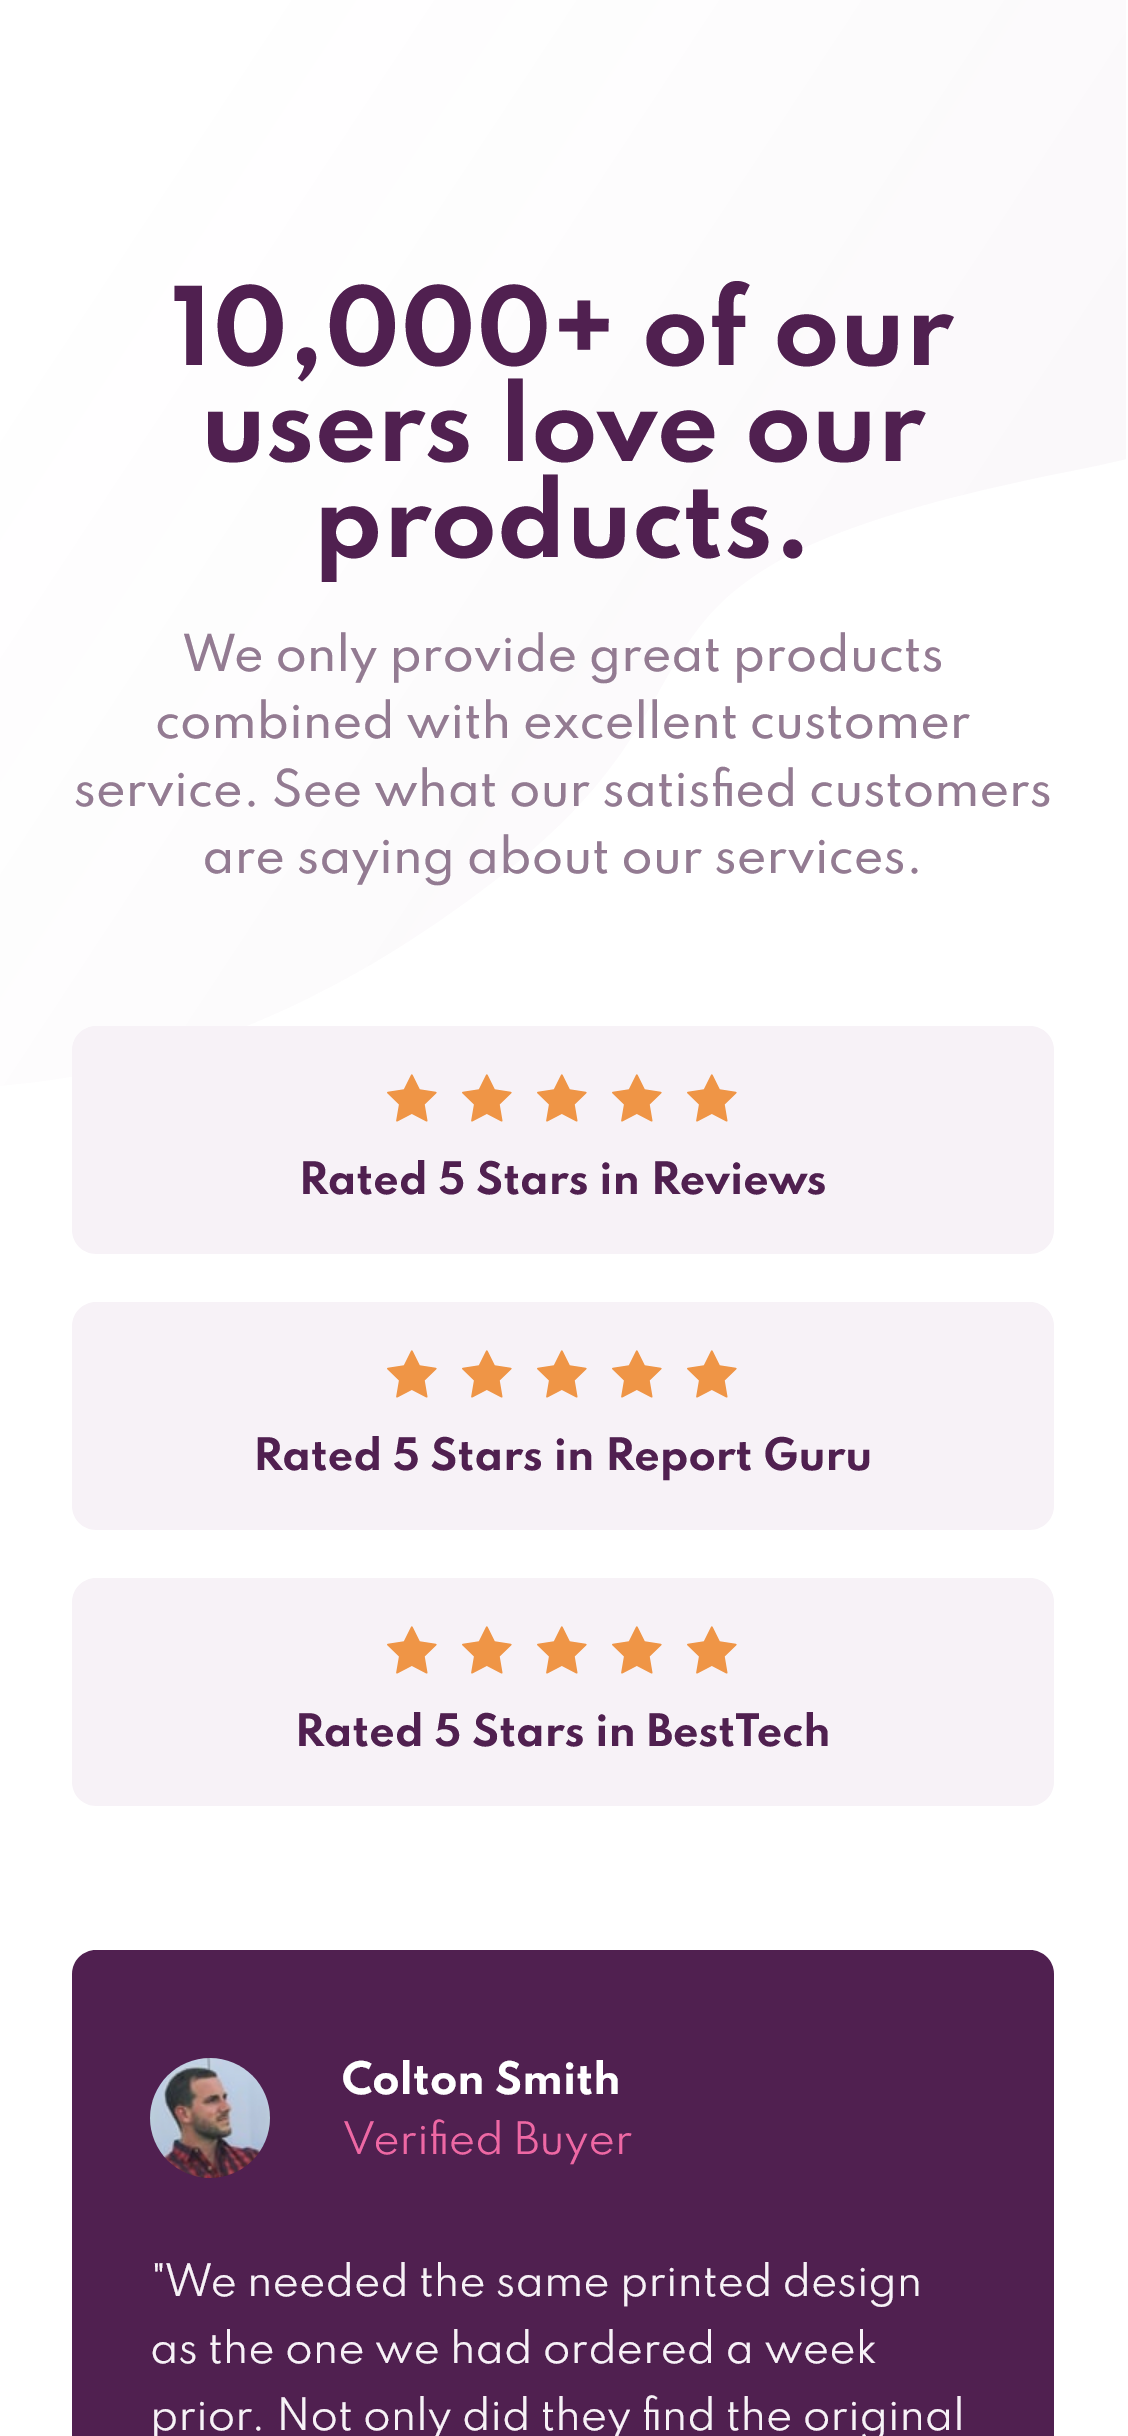 10,000+ of our
users love our
products.
We only provide great products
combined with excellent customer
service. See what our satisfied customers
are saying about our services.
Rated 5 Stars in Reviews
Rated 5 Stars in Report Guru
Rated 5 Stars in BestTech
Colton Smith
Verified Buyer
"We needed the same printed design
as the one we had ordered a week
prior. Not only did they find the original